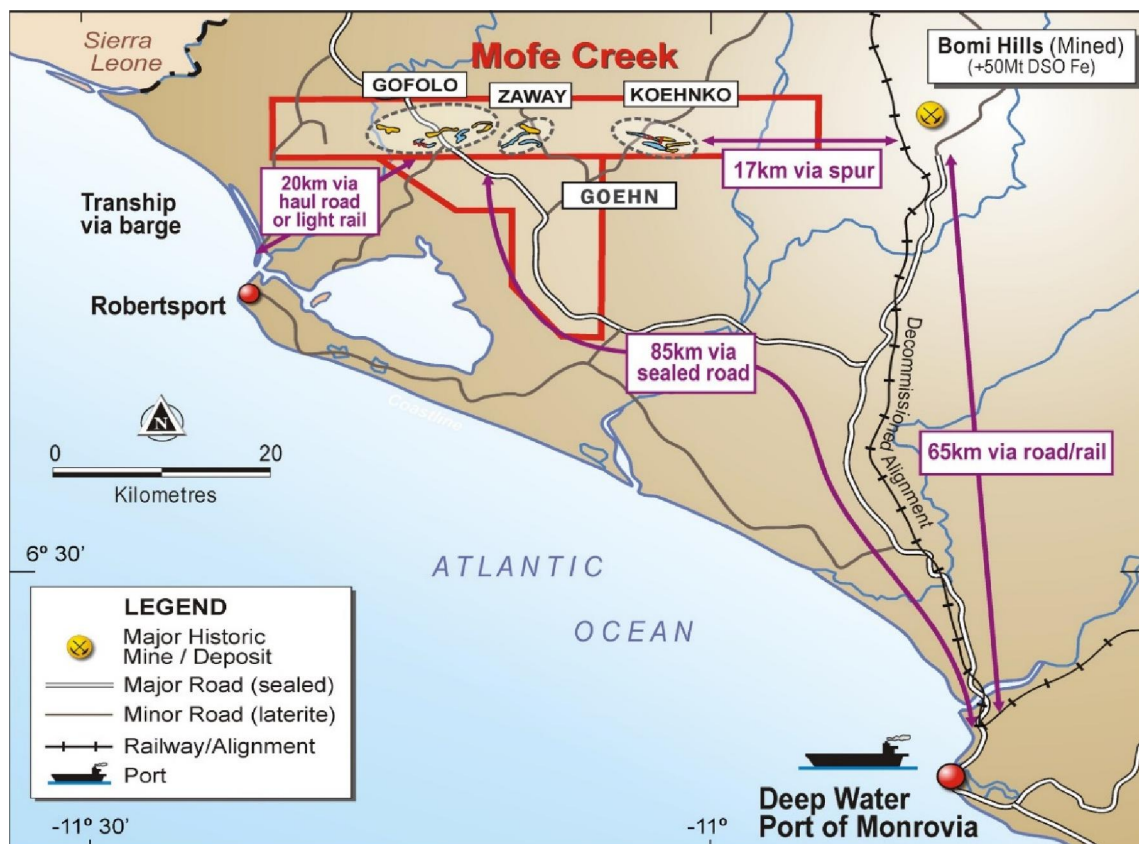 Sierra
Leone
Mofe Creek
Bomi Hills (Mined)
(+50Mt DSO Fe)
GOFOLO
ZAWAY
KOEHNKO
20km via
haul road
or light rail
17km via spur
GOEHN
Tranship
via barge
Robertsport
85km via
sealed road
Decommissioned Alignment
65km via road/rail
Coastline
N
0 20
Kilometres
6º 30’
ATLANTIC
OCEAN
LEGEND
Major Historic
Mine / Deposit
Major Road (sealed)
Minor Road (laterite)
Railway/Alignment
Port
Deep Water
Port of Monrovia
-11º 30’
-11º